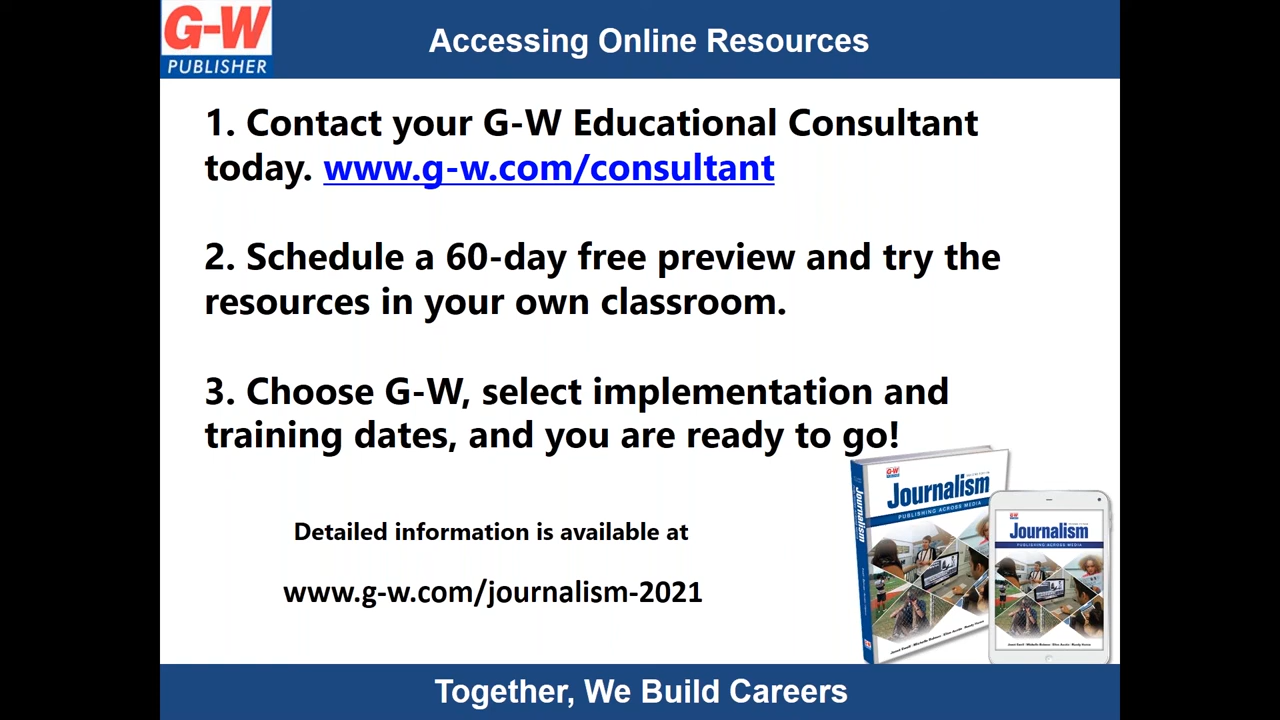 G-W
PUBLISHER
Accessing Online Resources
1. Contact your G-W Educational Consultant
today. www.g-w.com/consultant
2. Schedule a 60-day free preview and try the
resources in your own classroom.
3. Choose G-W, select implementation and
training dates, and you are ready to go!
Detailed information is available at
www.g-w.com/journalism-2021
G-W
Journalism
PUBLISHING ACROSS MEDIA
Journalism
Journalism
PUBLISHING ACROSS MEDIA
Together, We Build Careers